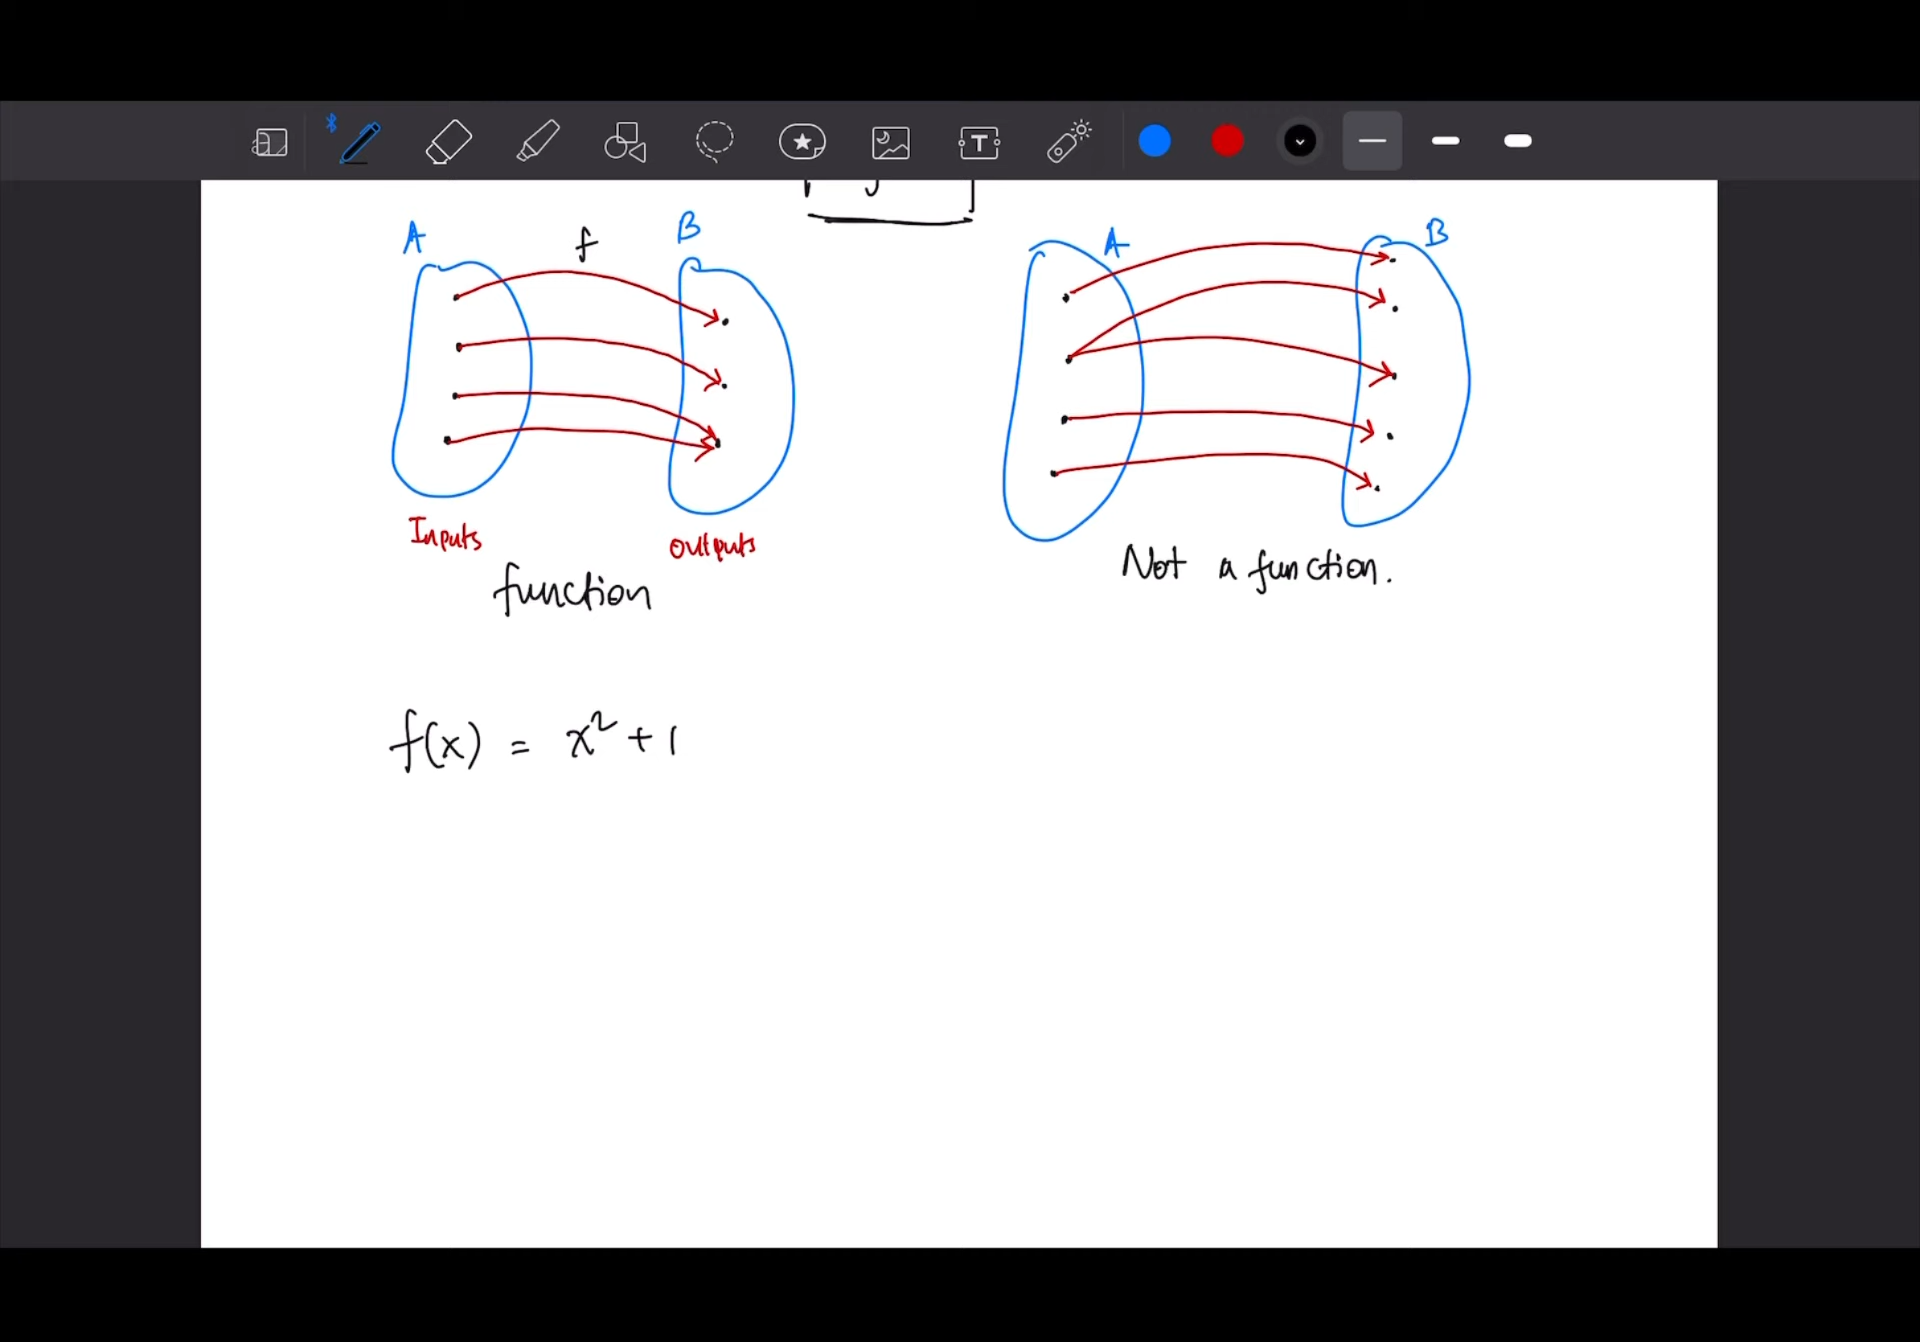 A f B
A B
Inputs outputs
function
Not a function.
f(x) = x² + 1